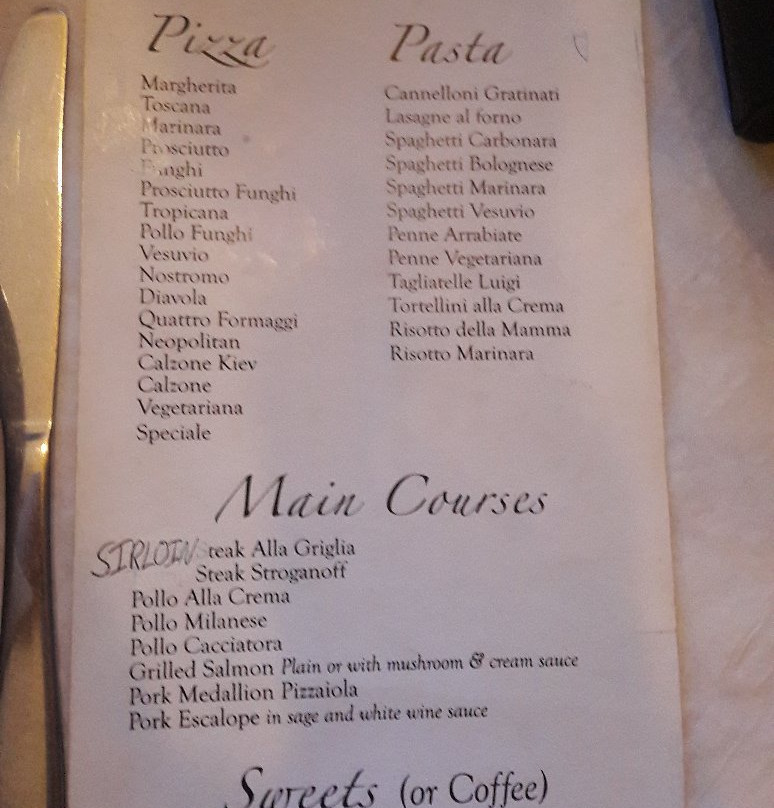 Pizza
Margherita
Toscana
Marinara
Prosciutto
Funghi
Prosciutto Funghi
Tropicana
Pollo Funghi
Vesuvio
Nostromo
Diavola
Quattro Formaggi
Neopolitan
Calzone Kiev
Calzone
Vegetariana
Speciale
Pasta
Cannelloni Gratinati
Lasagne al forno
Spaghetti Carbonara
Spaghetti Bolognese
Spaghetti Marinara
Spaghetti Vesuvio
Penne Arrabiate
Penne Vegetariana
Tagliatelle Luigi
Tortellini alla Crema
Risotto della Mamma
Risotto Marinara
Main Courses
SIRLOIN Steak Alla Griglia
Steak Stroganoff
Pollo Alla Crema
Pollo Milanese
Pollo Cacciatora
Grilled Salmon Plain or with mushroom & cream sauce
Pork Medallion Pizzaiola
Pork Escalope in sage and white wine sauce
Sweets (or Coffee)